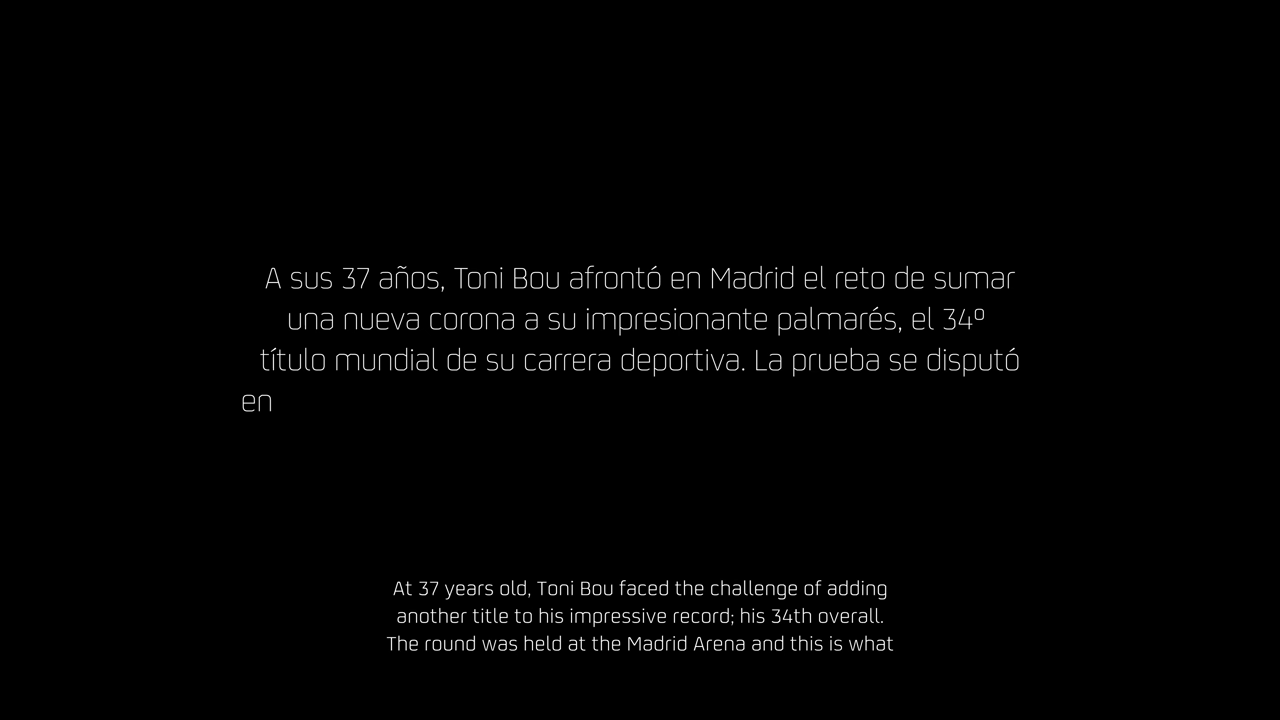 A sus 37 años, Toni Bou afrontó en Madrid el reto de sumar
una nueva corona a su impresionante palmarés, el 34º
título mundial de su carrera deportiva. La prueba se disputó
en
At 37 years old, Toni Bou faced the challenge of adding
another title to his impressive record; his 34th overall.
The round was held at the Madrid Arena and this is what